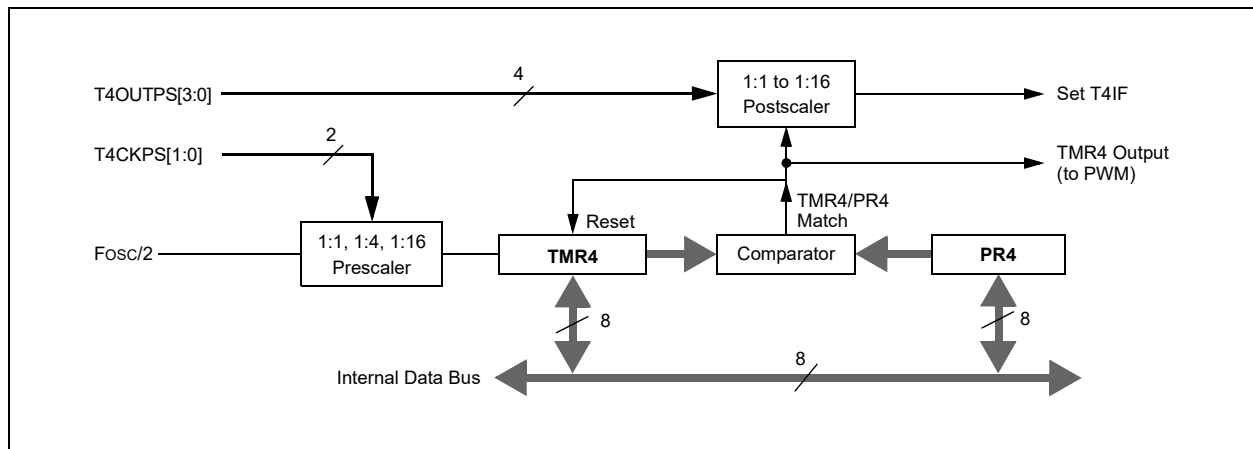 T4OUTPS[3:0]
4
1:1 to 1:16
Postscaler
Set T4IF
T4CKPS[1:0]
2
TMR4 Output
(to PWM)
TMR4/PR4
Match
Reset
FOSC/2
1:1, 1:4, 1:16
Prescaler
TMR4
Comparator
PR4
8
8
8
Internal Data Bus